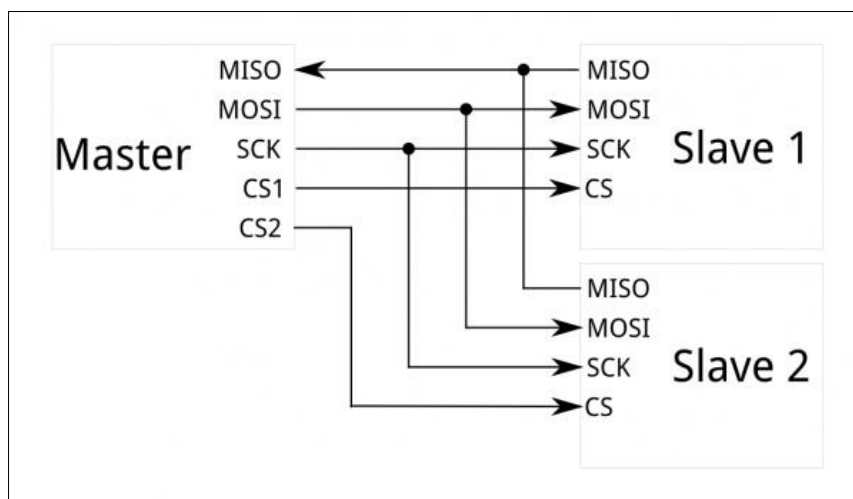 Master
MISO
MOSI
SCK
CS1
CS2
MISO
MOSI
SCK
CS
Slave 1
MISO
MOSI
SCK
CS
Slave 2